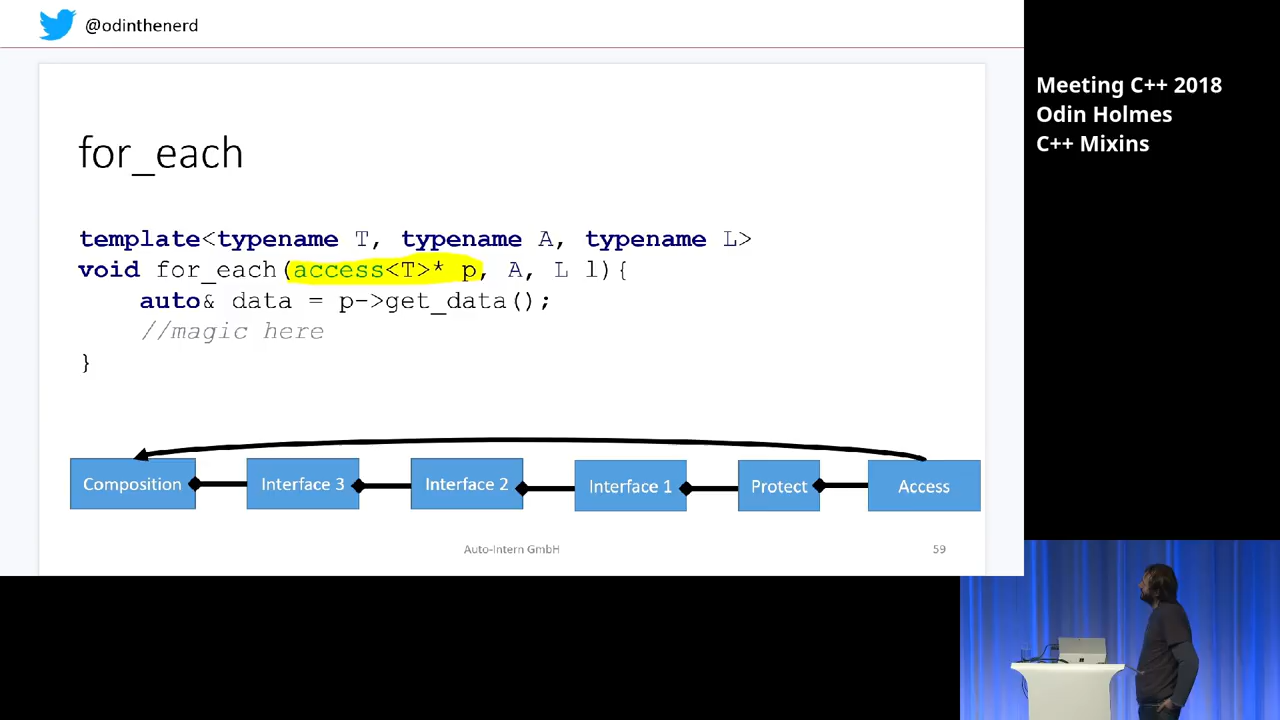 @odinthenerd
Meeting C++ 2018
Odin Holmes
C++ Mixins
for_each
template<typename T, typename A, typename L>
void for_each(access<T>* p, A, L l){
auto& data = p->get_data();
//magic here
}
Composition
Interface 3
Interface 2
Interface 1
Protect
Access
Auto-Intern GmbH
59